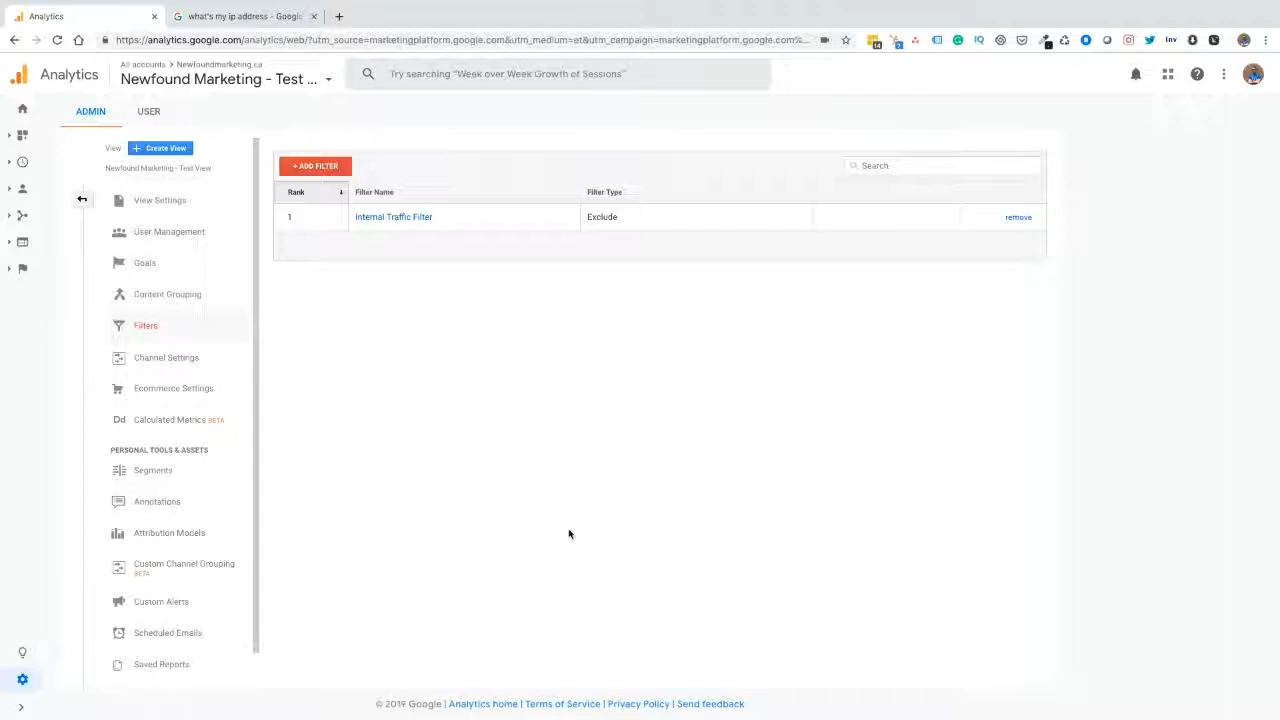 Analytics
what's my ip address - Google
https://analytics.google.com/analytics/web/?utm_source=marketingplatform.google.com&utm_medium=et&utm_campaign=marketingplatform.google.com%...
Analytics
All accounts > Newfoundmarketing.ca
Newfound Marketing - Test ...
Try searching "Week over Week Growth of Sessions"
ADMIN
USER
View
+ Create View
Newfound Marketing - Test View
View Settings
User Management
Goals
Content Grouping
Filters
Channel Settings
Ecommerce Settings
Dd Calculated Metrics BETA
PERSONAL TOOLS & ASSETS
Segments
Annotations
Attribution Models
Custom Channel Grouping
BETA
Custom Alerts
Scheduled Emails
Saved Reports
+ ADD FILTER
Search
Rank
Filter Name
Filter Type
1
Internal Traffic Filter
Exclude
remove
© 2019 Google | Analytics home | Terms of Service | Privacy Policy | Send feedback